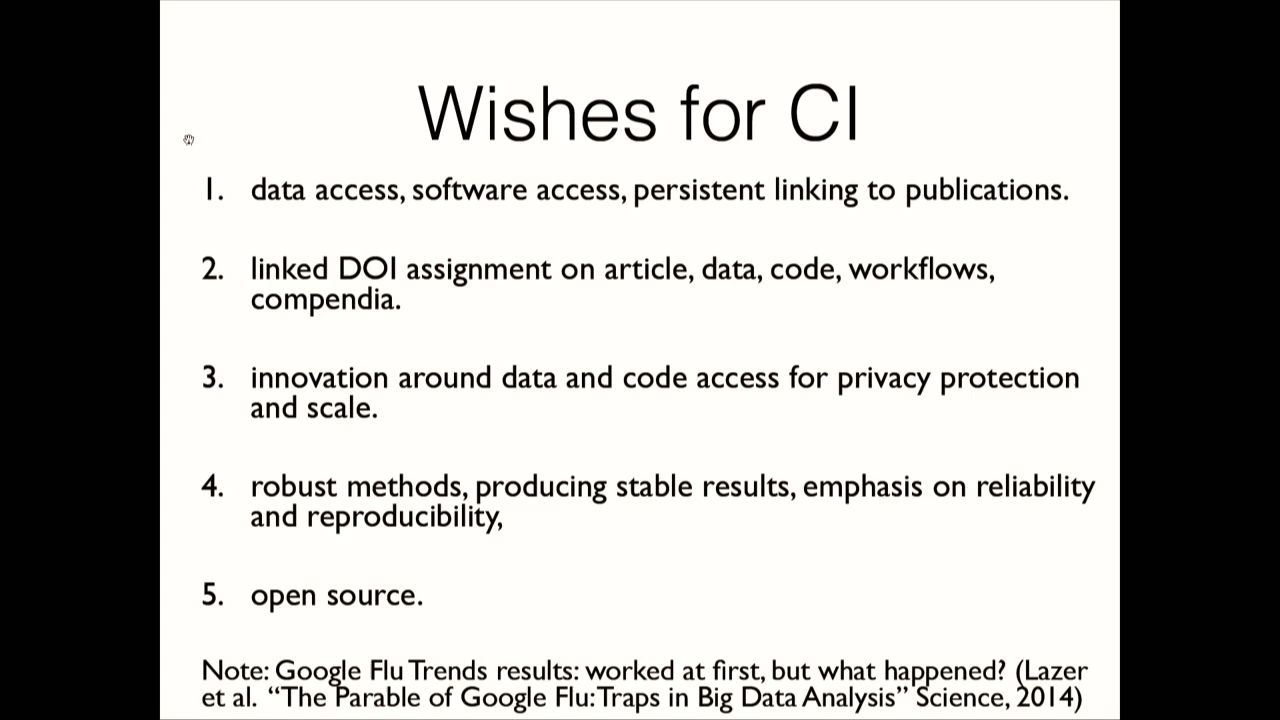 Wishes for CI
1. data access, software access, persistent linking to publications.
2. linked DOI assignment on article, data, code, workflows,
compendia.
3. innovation around data and code access for privacy protection
and scale.
4. robust methods, producing stable results, emphasis on reliability
and reproducibility,
5. open source.
Note: Google Flu Trends results: worked at first, but what happened? (Lazer
et al. “The Parable of Google Flu: Traps in Big Data Analysis” Science, 2014)